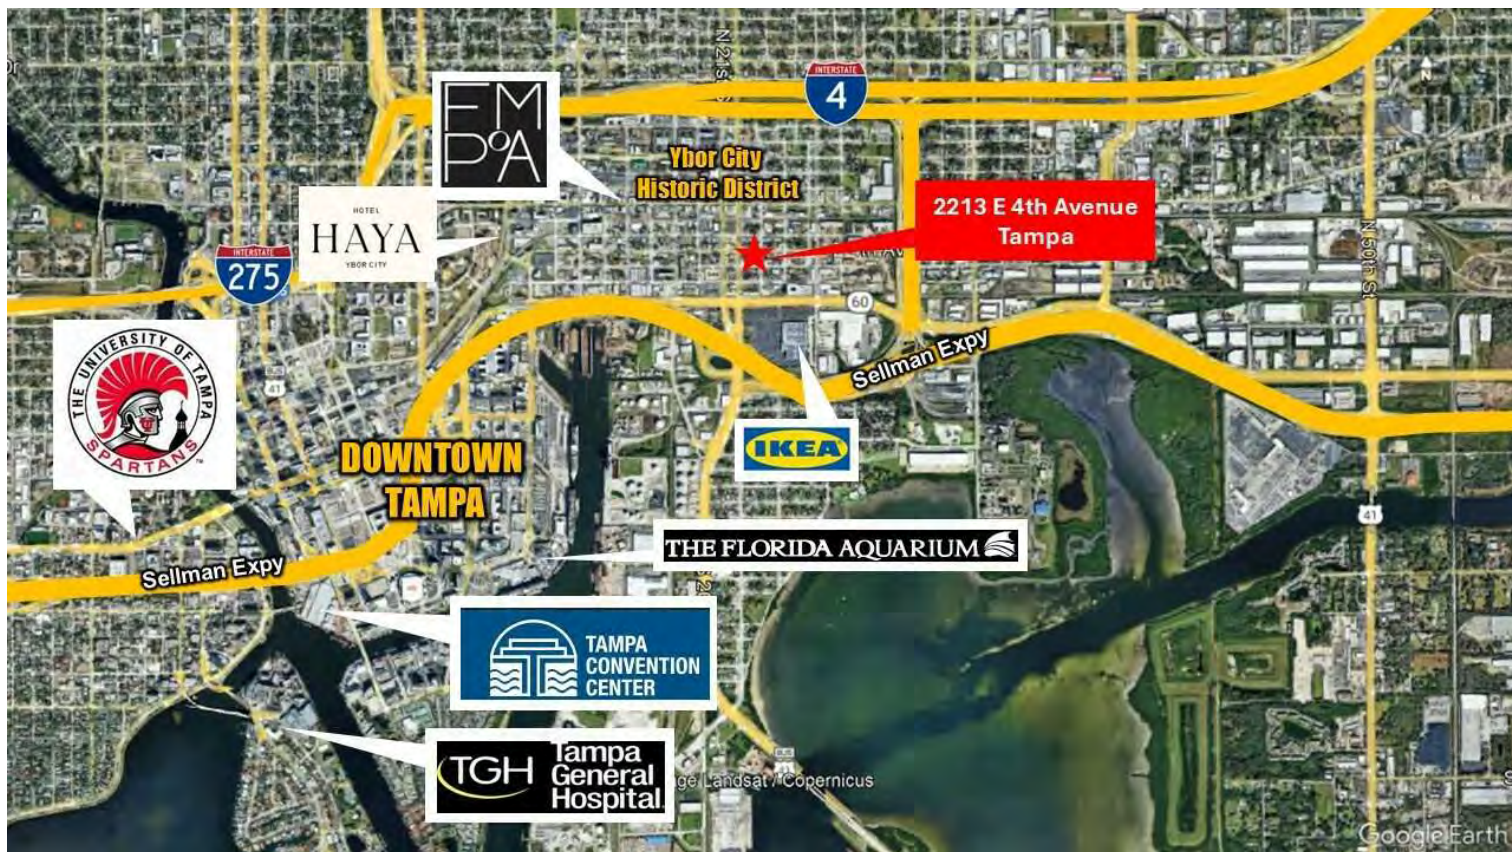 N 21st S
INTERSTATE
4
FM
PoA
Ybor City
Historic District
2213 E 4th Avenue
Tampa
HOTEL
HAYA
YBOR CITY
INTERSTATE
275
N 50th St
60
THE UNIVERSITY OF TAMPA
SPARTANS
TM
41
Sellman Expy
IKEA
DOWNTOWN
TAMPA
41
THE FLORIDA AQUARIUM
Sellman Expy
TAMPA
CONVENTION
CENTER
TGH
Tampa
General
Hospital
ge Landsat / Copernicus
Google Earth
N